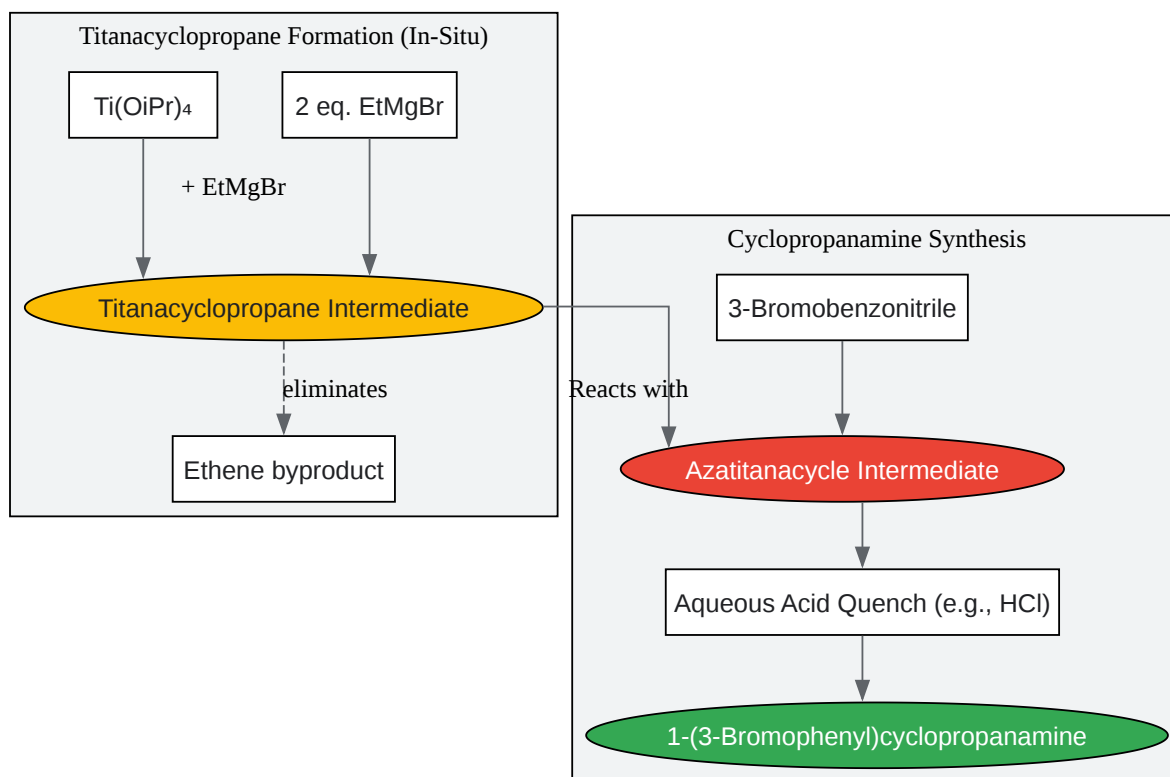 Titanacyclopropane Formation (In-Situ)
Ti(OiPr)₄
2 eq. EtMgBr
+ EtMgBr
Titanacyclopropane Intermediate
eliminates
Ethene byproduct
Reacts with
Cyclopropanamine Synthesis
3-Bromobenzonitrile
Azatitanacycle Intermediate
Aqueous Acid Quench (e.g., HCl)
1-(3-Bromophenyl)cyclopropanamine